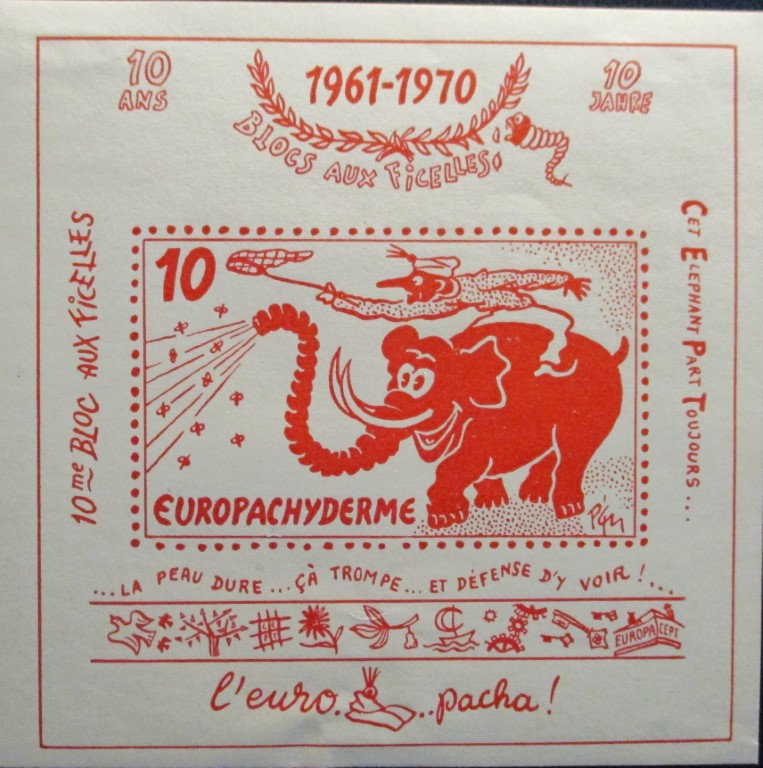 10 ANS
1961-1970
10 JAHRE
BLOCS AUX FICELLES
10me BLOC AUX FICELLES
CET ELEPHANT PART TOUJOURS...
10
EUROPACHYDERME
...LA PEAU DURE...ÇÀ TROMPE...ET DÉFENSE D'Y VOIR!...
EUROPA CEPT
l'euro...pacha!